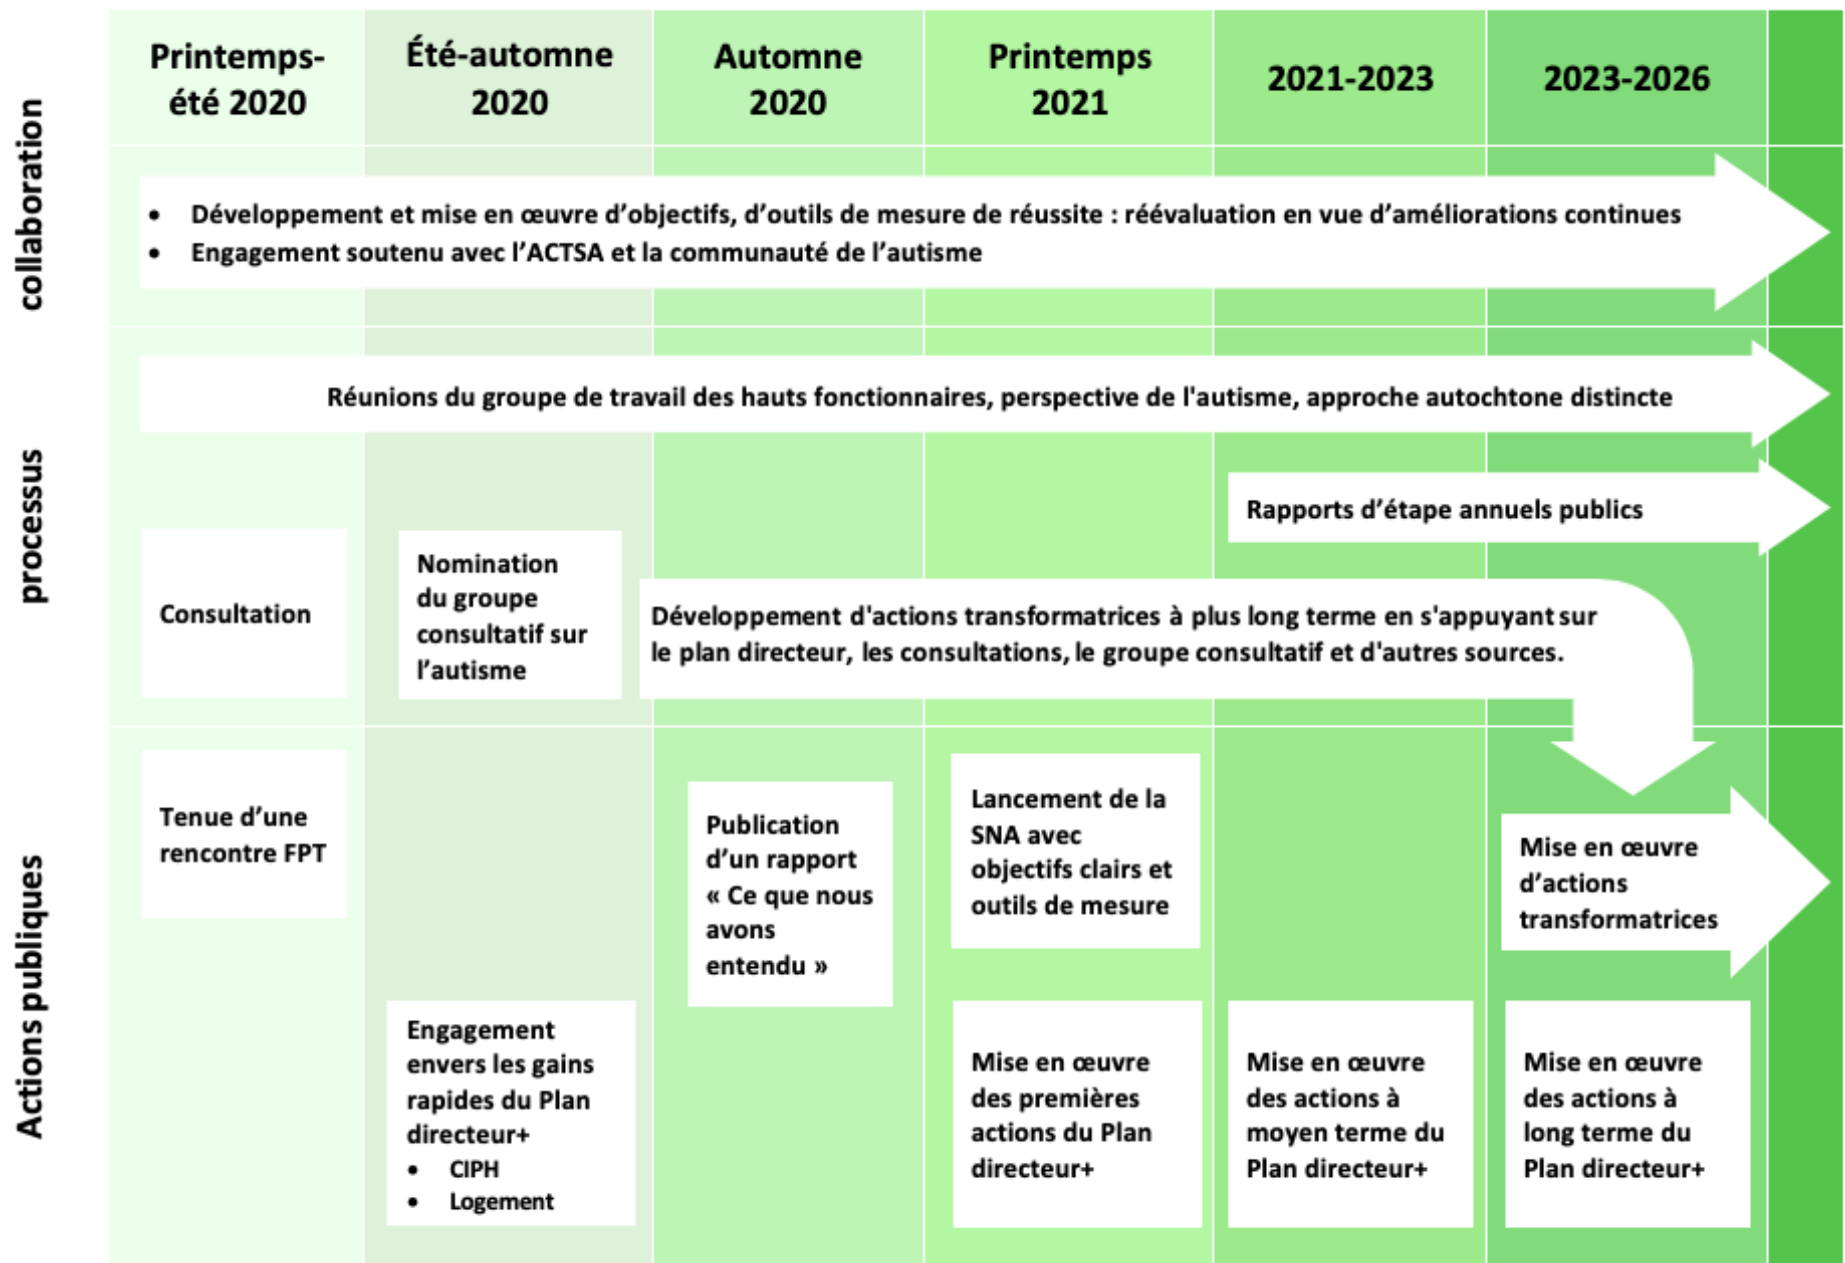 Printemps-
été 2020
Été-automne
2020
Automne
2020
Printemps
2021
2021-2023
2023-2026
collaboration
• Développement et mise en œuvre d’objectifs, d’outils de mesure de réussite : réévaluation en vue d’améliorations continues
• Engagement soutenu avec l’ACTSA et la communauté de l’autisme
processus
Réunions du groupe de travail des hauts fonctionnaires, perspective de l'autisme, approche autochtone distincte
Rapports d’étape annuels publics
Consultation
Nomination
du groupe
consultatif sur
l’autisme
Développement d'actions transformatrices à plus long terme en s'appuyant sur
le plan directeur, les consultations, le groupe consultatif et d'autres sources.
Actions publiques
Tenue d’une
rencontre FPT
Engagement
envers les gains
rapides du Plan
directeur+
• CIPH
• Logement
Publication
d’un rapport
« Ce que nous
avons
entendu »
Lancement de la
SNA avec
objectifs clairs et
outils de mesure
Mise en œuvre
d’actions
transformatrices
Mise en œuvre
des premières
actions du Plan
directeur+
Mise en œuvre
des actions à
moyen terme du
Plan directeur+
Mise en œuvre
des actions à
long terme du
Plan directeur+